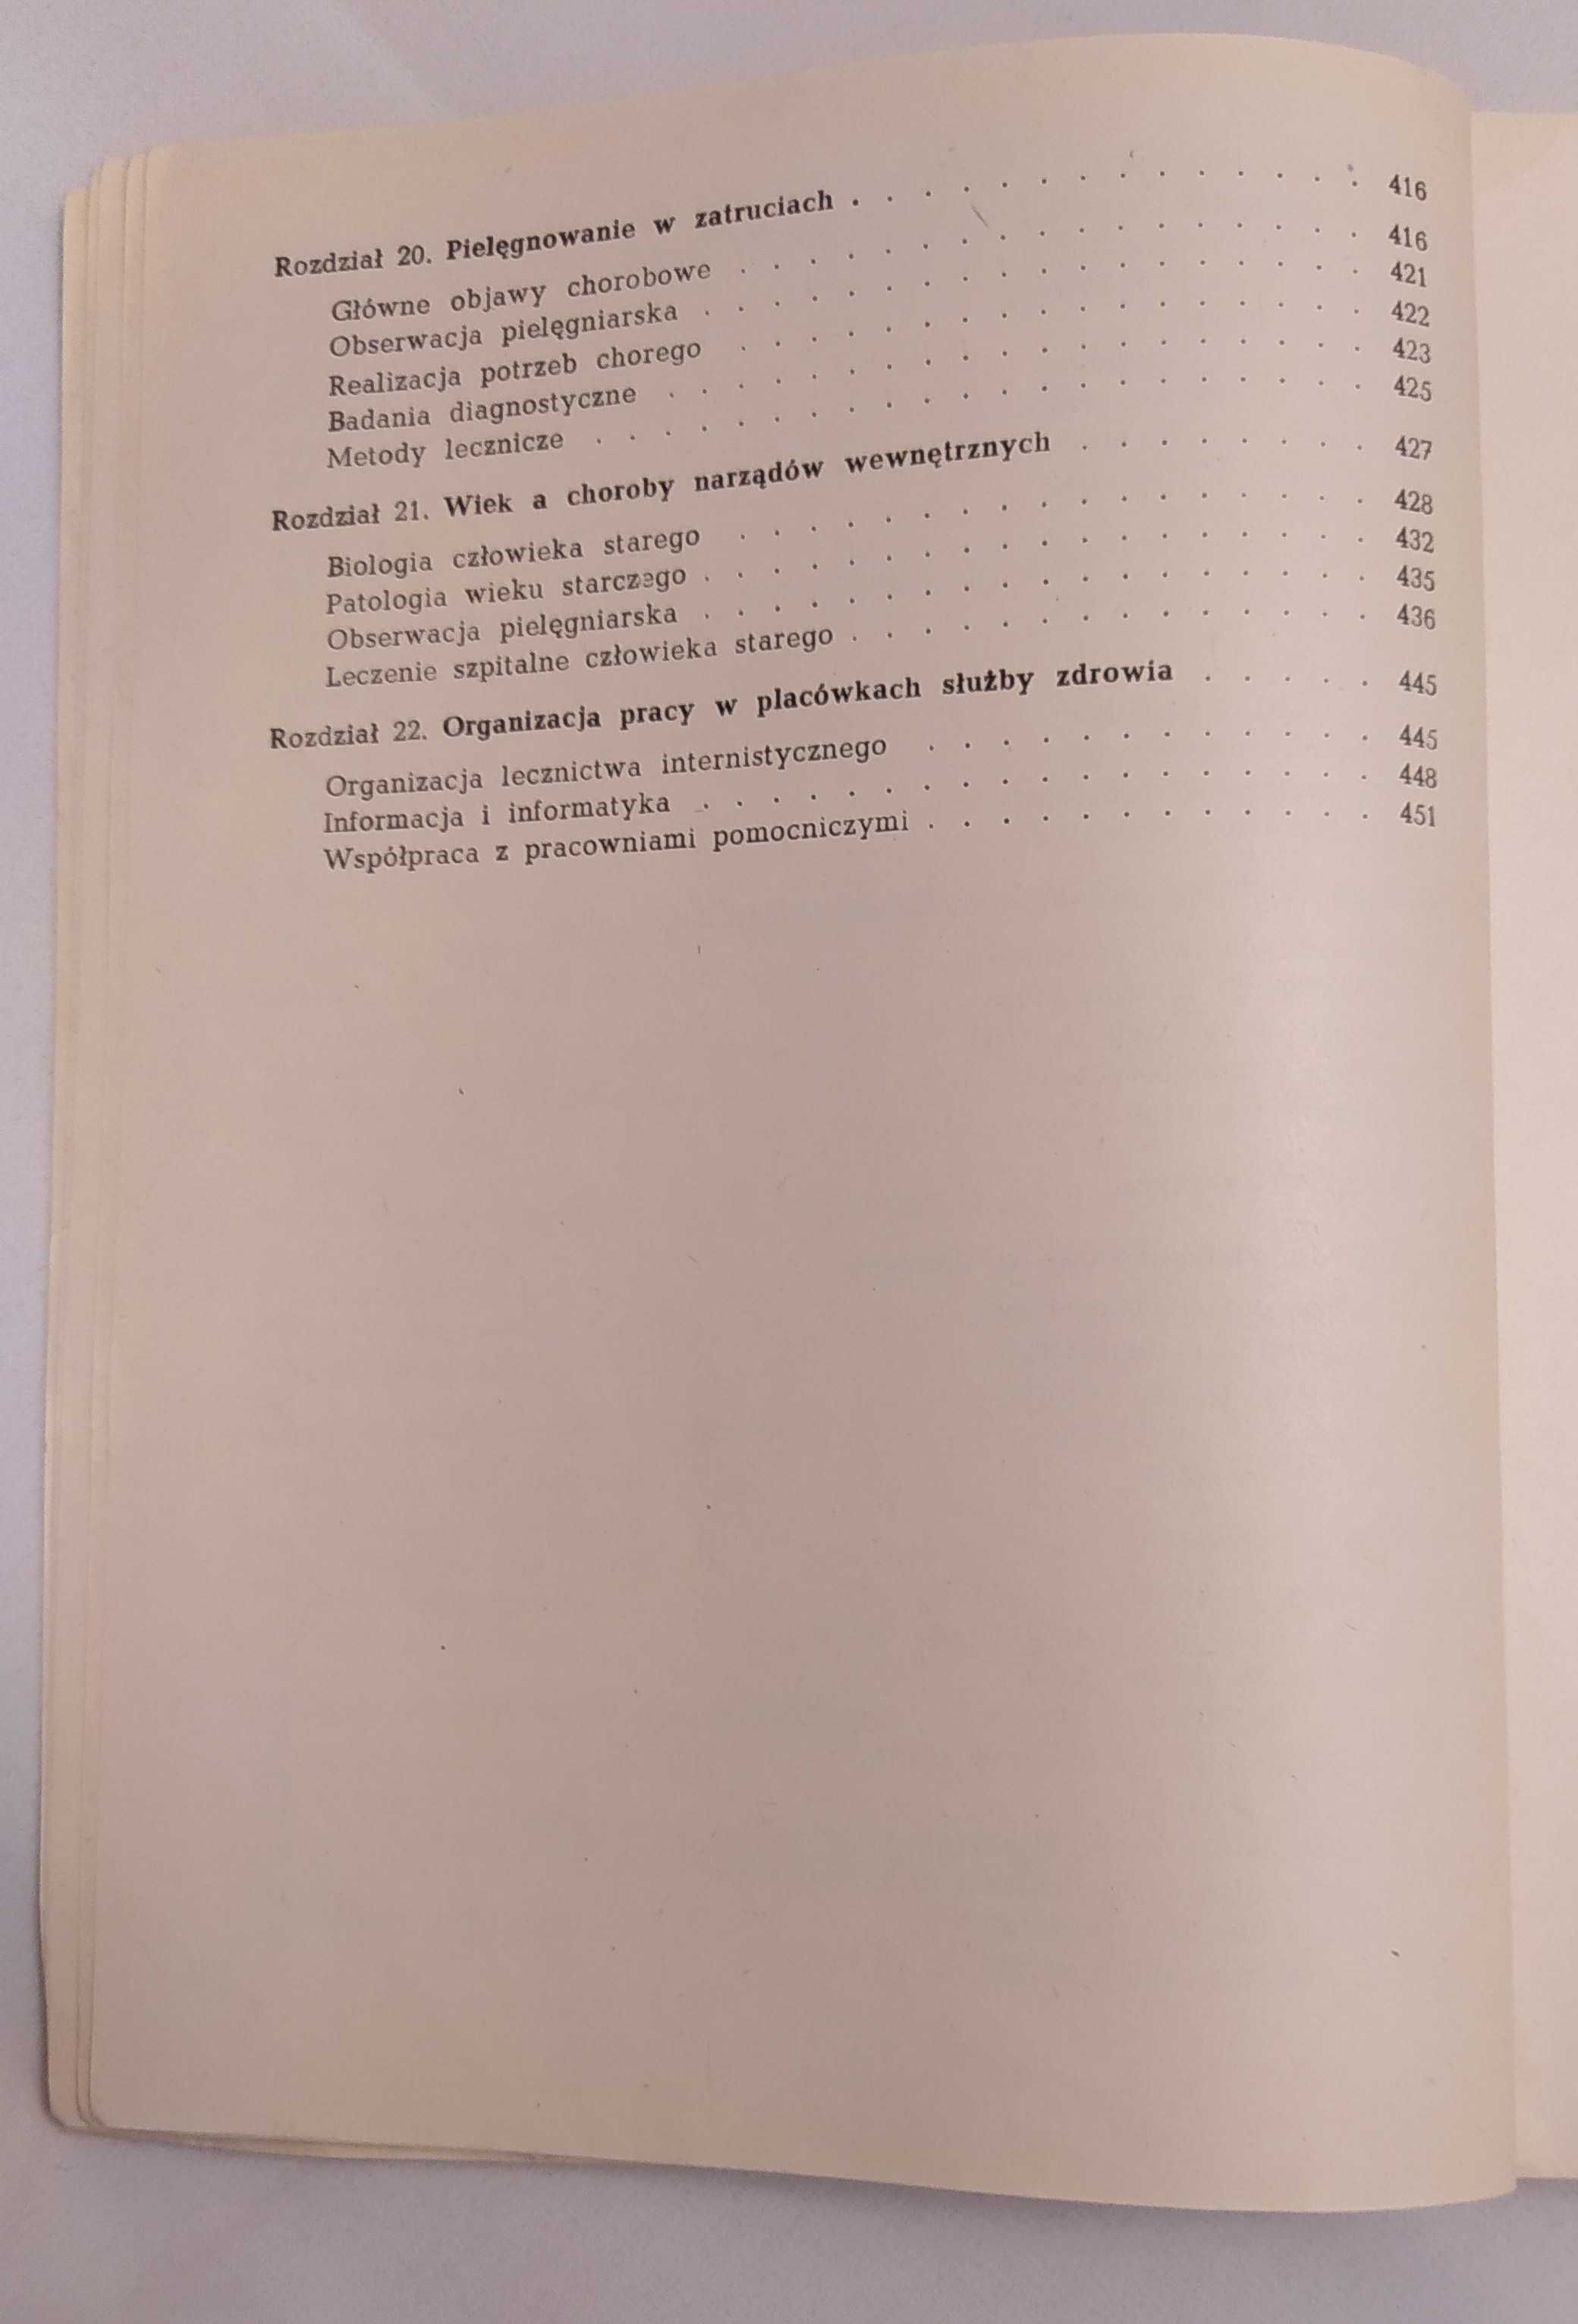 Rozdział 20. Pielęgnowanie w zatruciach . . . . . . . . . . . . . . 416
Główne objawy chorobowe . . . . . . . . . . . . . . . . . 416
Obserwacja pielęgniarska . . . . . . . . . . . . . . . . . . 421
Realizacja potrzeb chorego . . . . . . . . . . . . . . . . . 422
Badania diagnostyczne . . . . . . . . . . . . . . . . . . . 423
Metody lecznicze . . . . . . . . . . . . . . . . . . . . . 425
Rozdział 21. Wiek a choroby narządów wewnętrznych . . . . . . . . 427
Biologia człowieka starego . . . . . . . . . . . . . . . . . 428
Patologia wieku starczego . . . . . . . . . . . . . . . . . . 432
Obserwacja pielęgniarska . . . . . . . . . . . . . . . . . . 435
Leczenie szpitalne człowieka starego . . . . . . . . . . . . . . 436
Rozdział 22. Organizacja pracy w placówkach służby zdrowia . . . . . 445
Organizacja lecznictwa internistycznego . . . . . . . . . . . . 445
Informacja i informatyka . . . . . . . . . . . . . . . . . . 448
Współpraca z pracowniami pomocniczymi . . . . . . . . . . . . 451